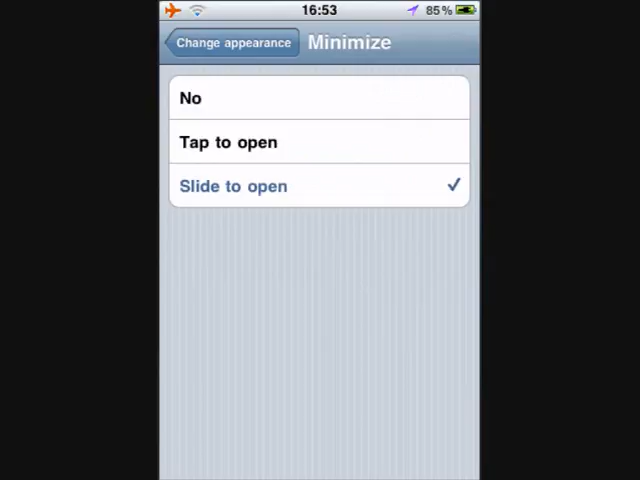 16:53
85%
Change appearance
Minimize
No
Tap to open
Slide to open